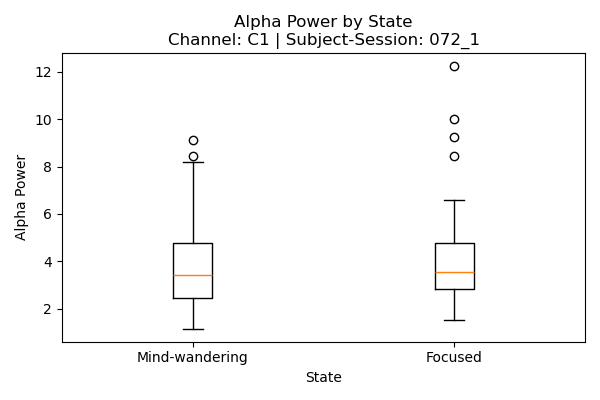 Alpha Power by State
Channel: C1 | Subject-Session: 072_1
12
10
8
6
4
2
Alpha Power
Mind-wandering
Focused
State